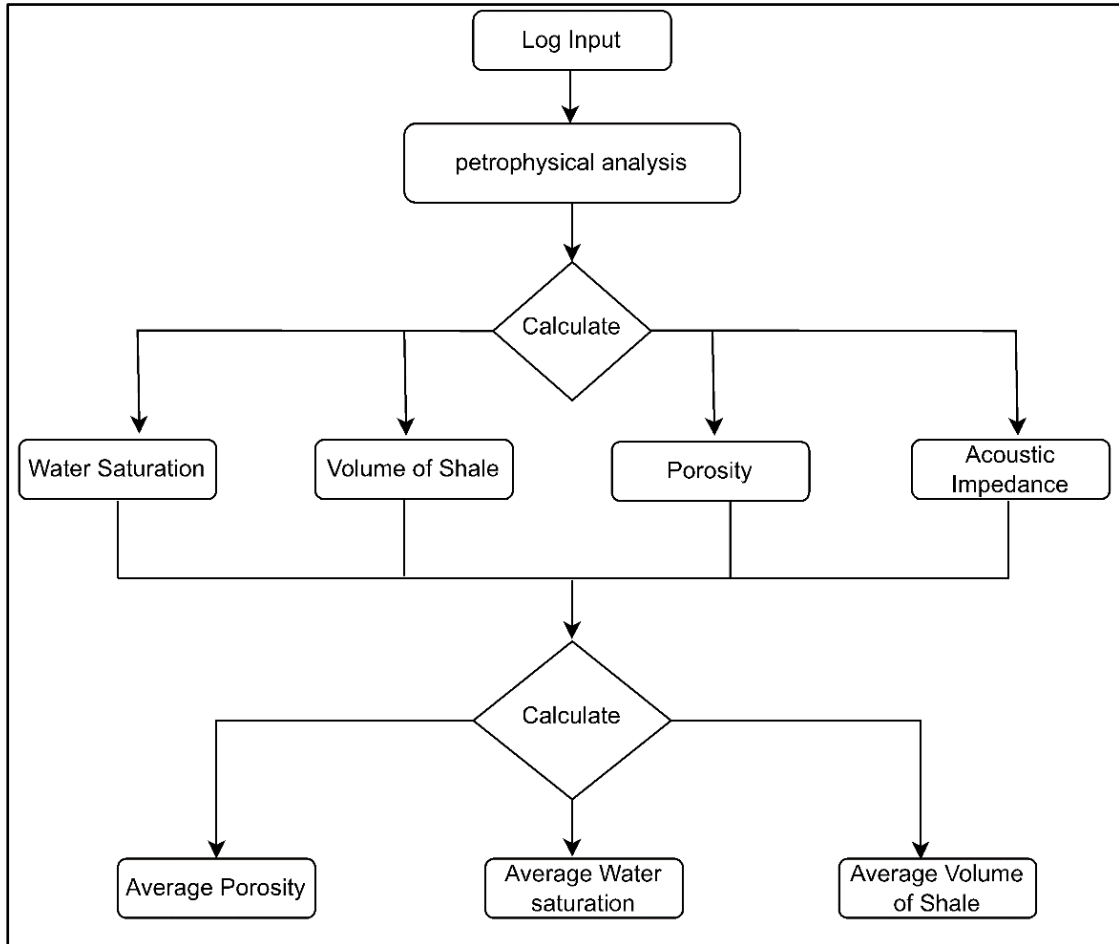 Log Input
petrophysical analysis
Calculate
Water Saturation
Volume of Shale
Porosity
Acoustic
Impedance
Calculate
Average Porosity
Average Water
saturation
Average Volume
of Shale